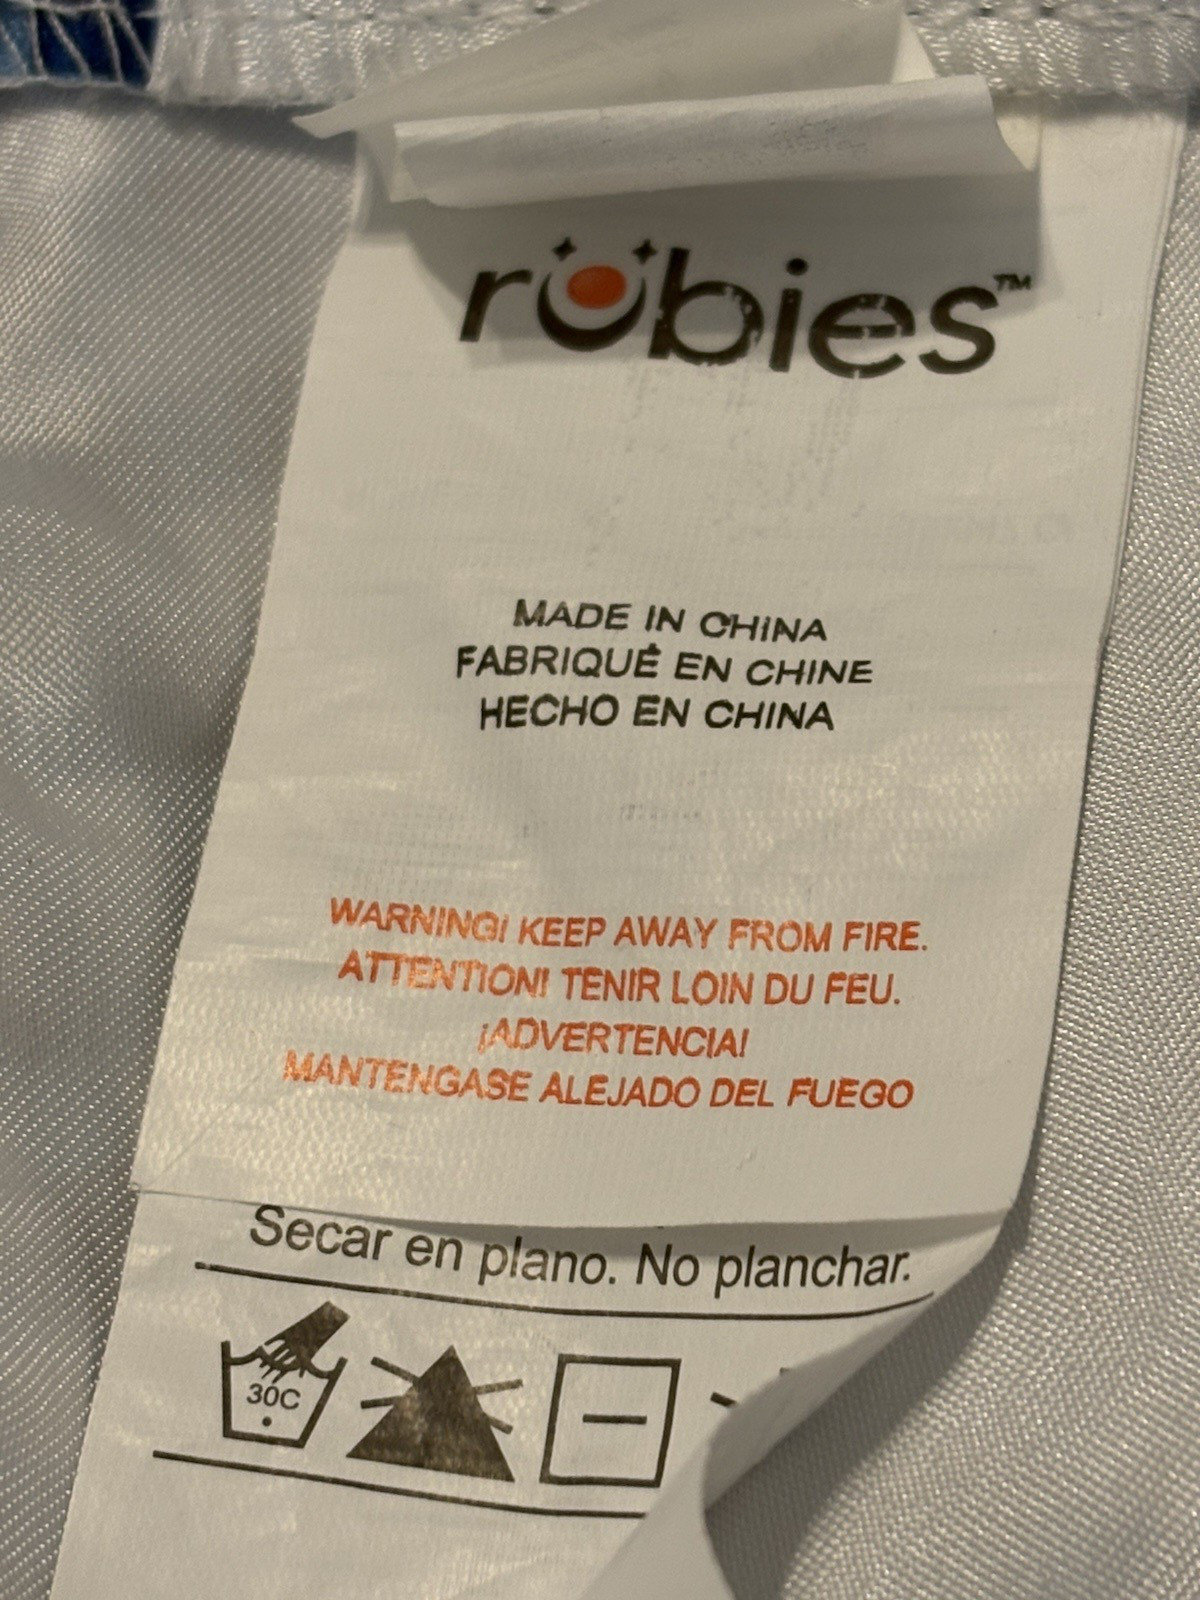 rubies™
MADE IN CHINA
FABRIQUÉ EN CHINE
HECHO EN CHINA
WARNING! KEEP AWAY FROM FIRE.
ATTENTION! TENIR LOIN DU FEU.
¡ADVERTENCIA!
MANTENGASE ALEJADO DEL FUEGO
Secar en plano. No planchar.
30C